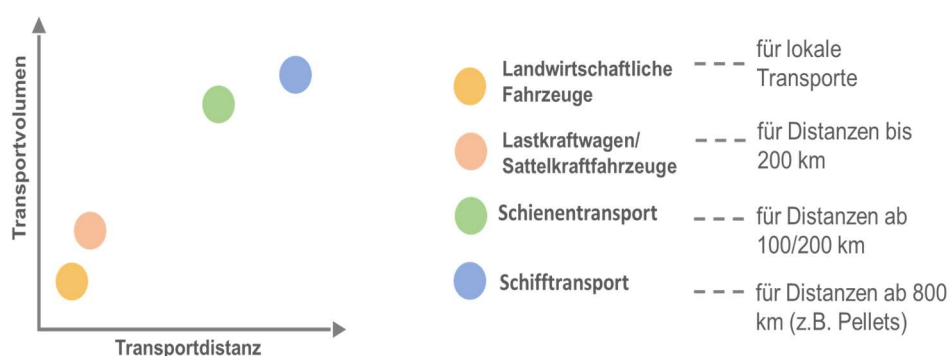 Transportvolumen
Transportdistanz
Landwirtschaftliche
Fahrzeuge
für lokale
Transporte
Lastkraftwagen/
Sattelkraftfahrzeuge
für Distanzen bis
200 km
Schienentransport
für Distanzen ab
100/200 km
Schifftransport
für Distanzen ab 800
km (z.B. Pellets)